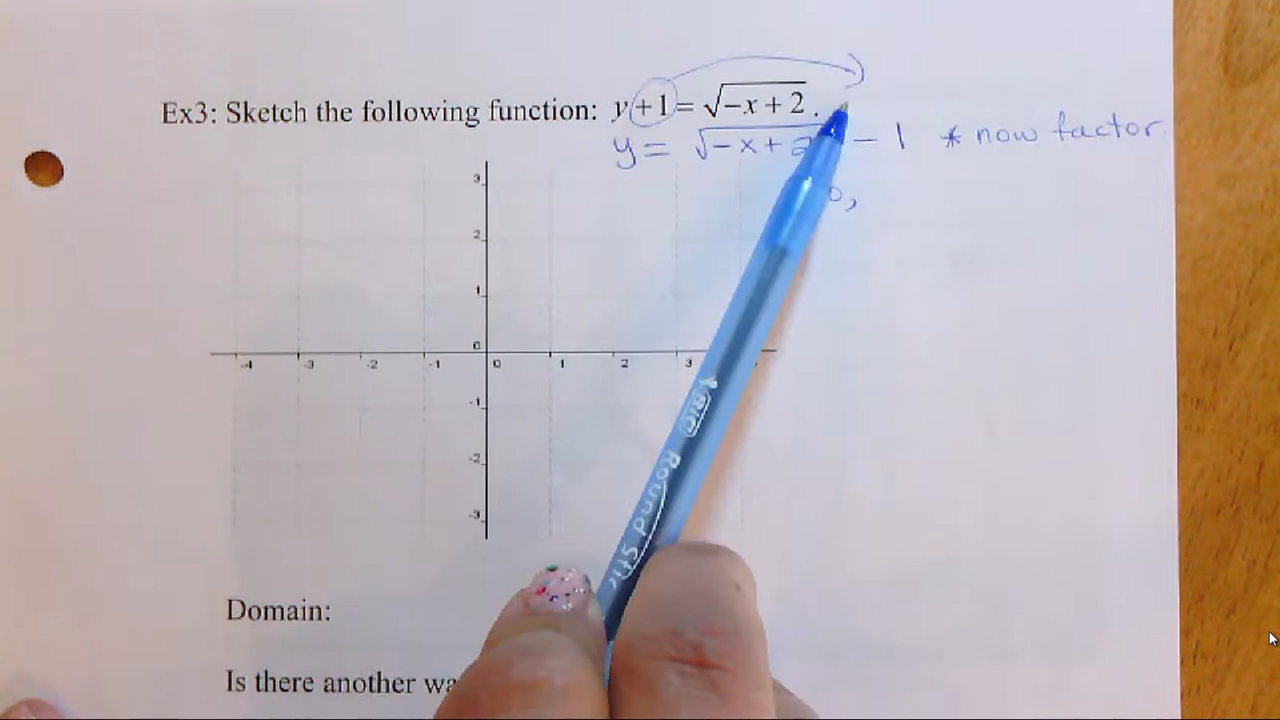 Ex3: Sketch the following function: y+1=√-x+2.
y = √-x+2 - 1 * now factor.
3
2
1
0
-4 -3 -2 -1 0 1 2 3
-1
-2
-3
BIC Round Stic
Domain:
Is there another